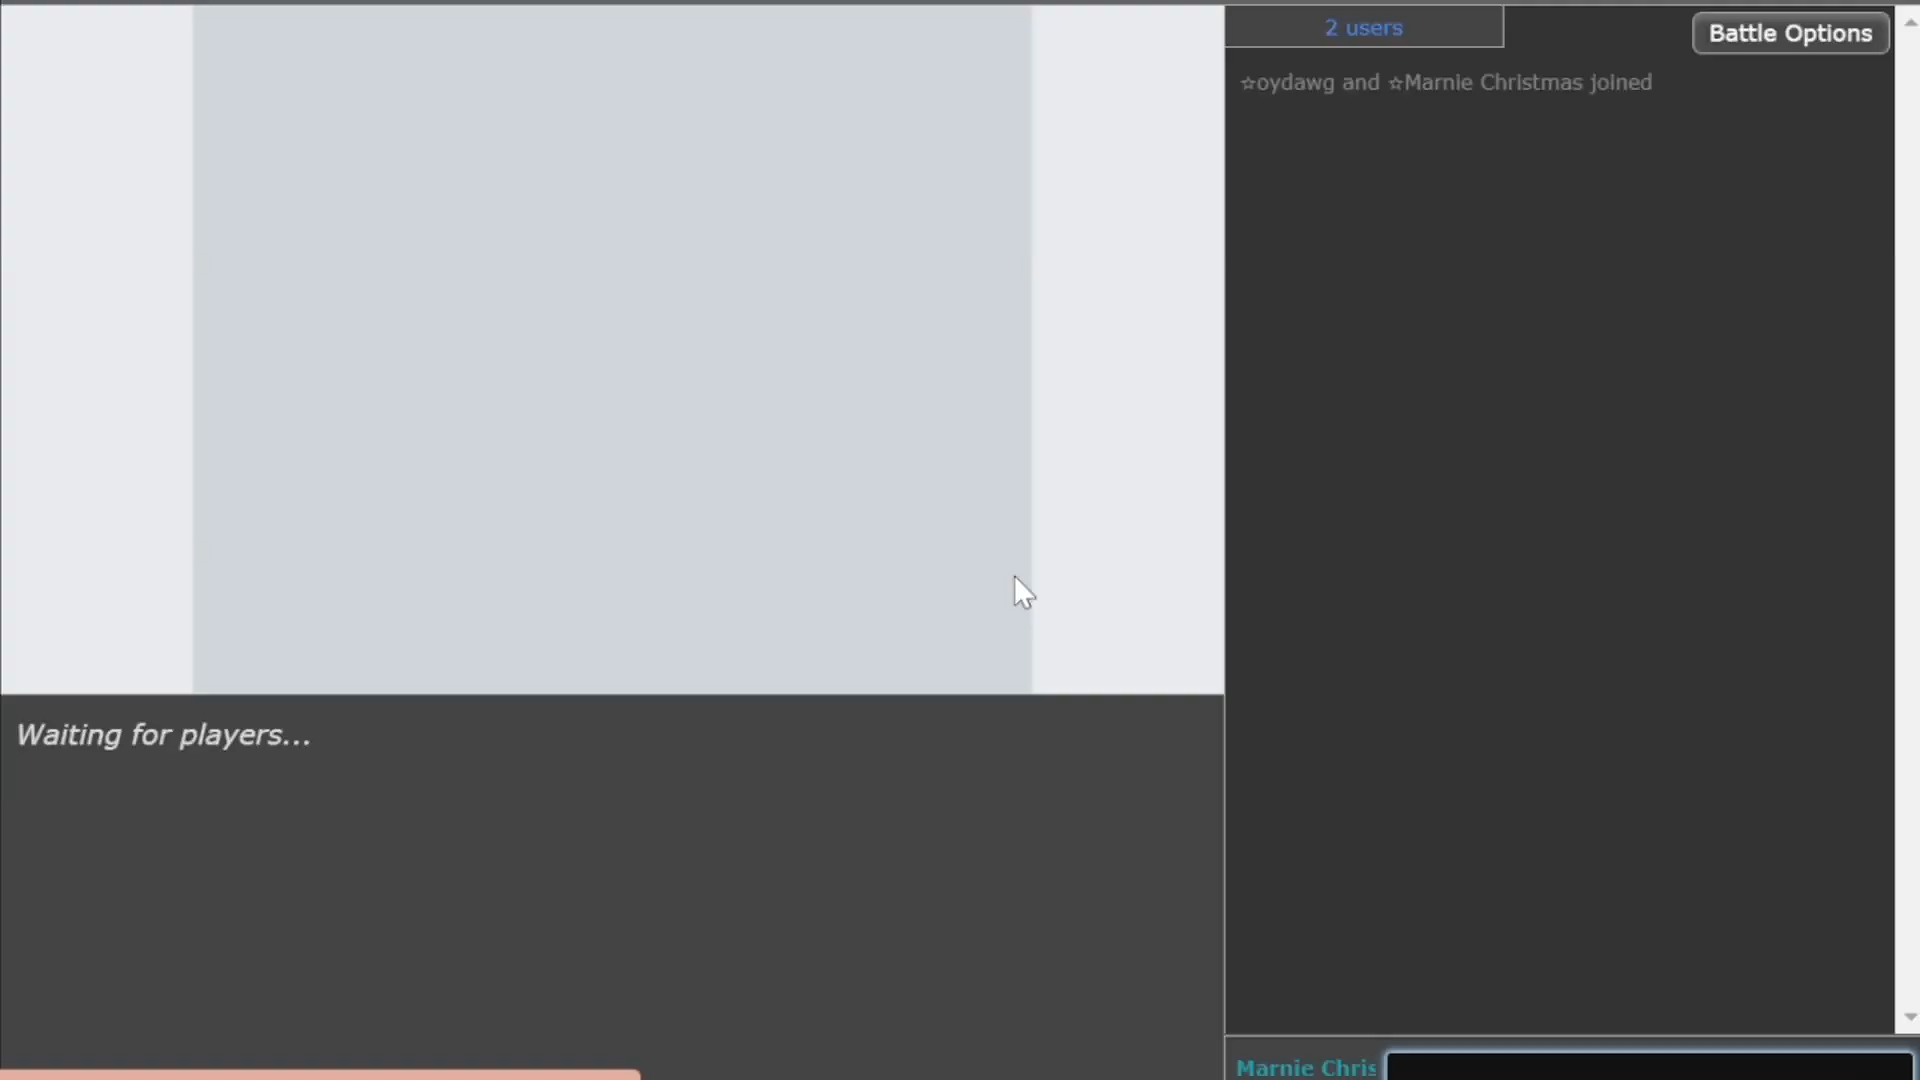 2 users
Battle Options
☆oydawg and ☆Marnie Christmas joined
Waiting for players...
Marnie Chris